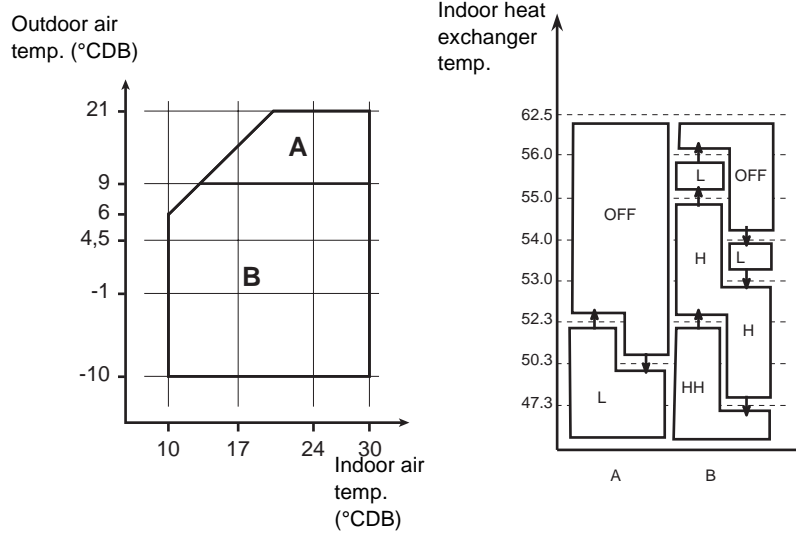 Outdoor air
temp. (°CDB)
21
9
6
4,5
-1
-10
A
B
10 17 24 30
Indoor air
temp.
(°CDB)
Indoor heat
exchanger
temp.
62.5
56.0
55.0
54.0
53.0
52.3
50.3
47.3
OFF
L
L
OFF
H
L
H
HH
A B